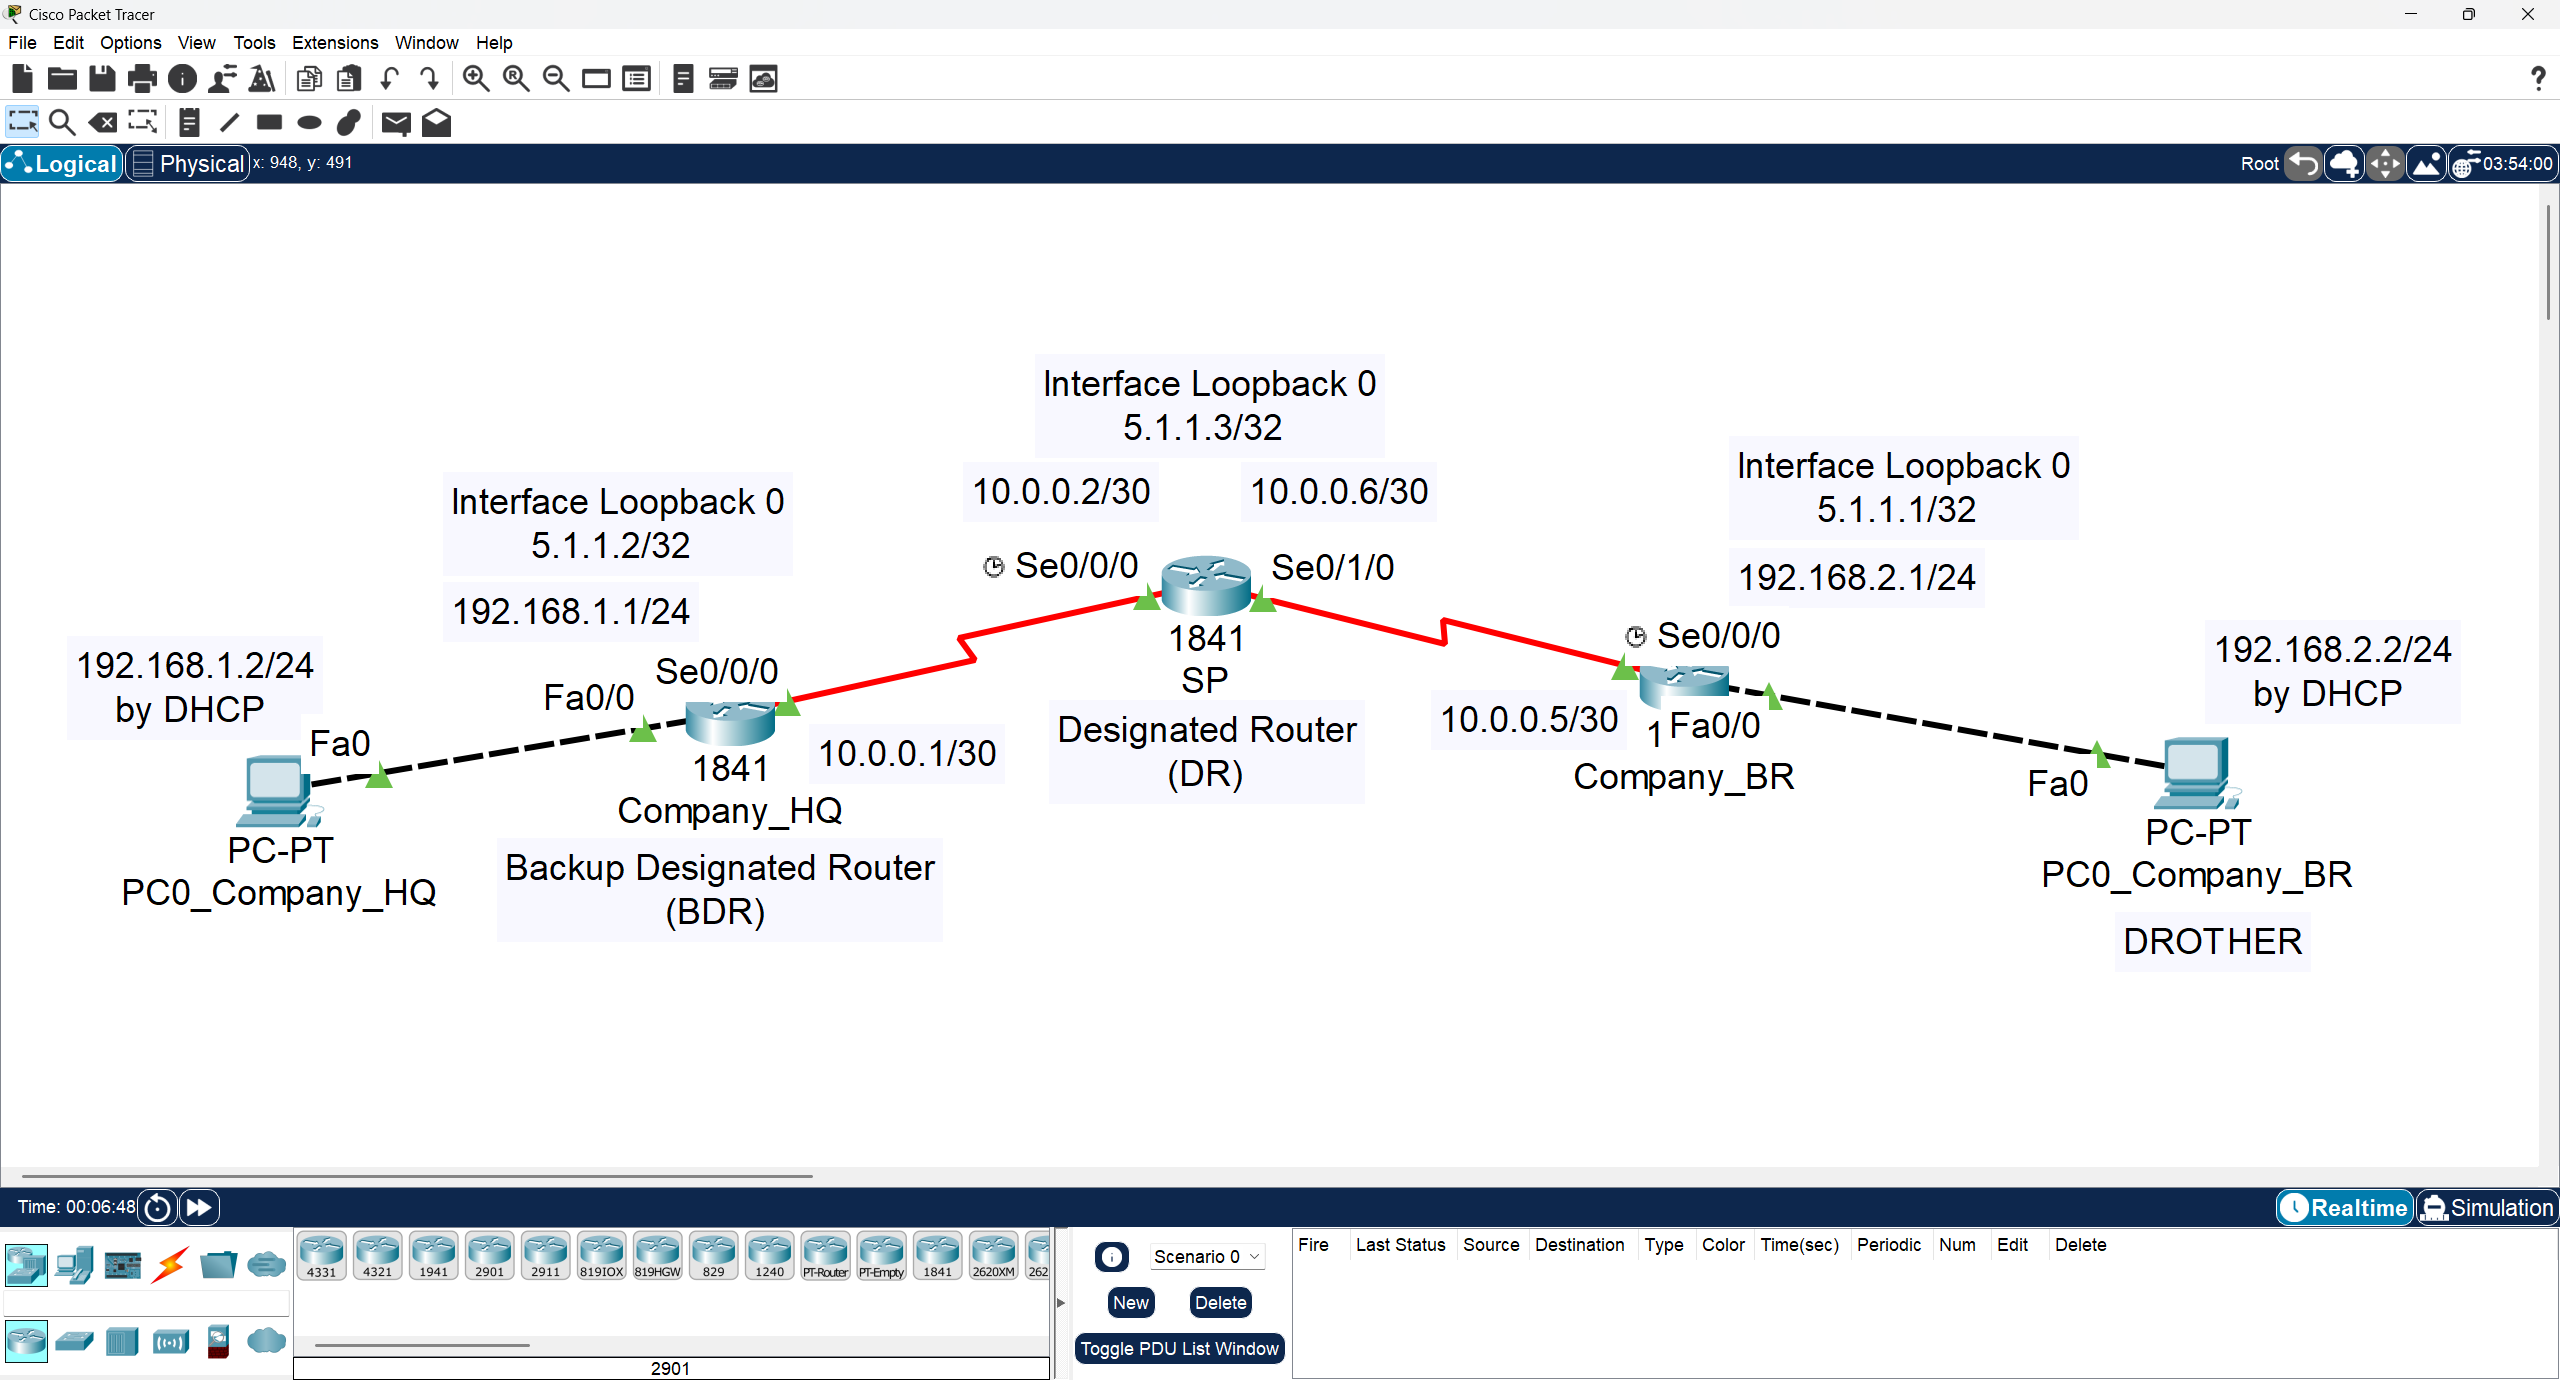 Cisco Packet Tracer
File Edit Options View Tools Extensions Window Help
Logical Physical x: 948, y: 491 Root 03:54:00
Interface Loopback 0
5.1.1.3/32
10.0.0.2/30 10.0.0.6/30
Interface Loopback 0
5.1.1.1/32
192.168.2.1/24
Interface Loopback 0
5.1.1.2/32
192.168.1.1/24
Se0/0/0 Se0/1/0
1841
SP
Designated Router
(DR)
192.168.1.2/24
by DHCP
Fa0
PC-PT
PC0_Company_HQ
Fa0/0 Se0/0/0
1841
Company_HQ
10.0.0.1/30
Backup Designated Router
(BDR)
Se0/0/0
10.0.0.5/30
1 Fa0/0
Company_BR
192.168.2.2/24
by DHCP
Fa0
PC-PT
PC0_Company_BR
DROTHER
Time: 00:06:48 Realtime Simulation
4331 4321 1941 2901 2911 819IOX 819HGW 829 1240 PT-Router PT-Empty 1841 2620XM 262
2901
Scenario 0
New Delete
Toggle PDU List Window
Fire Last Status Source Destination Type Color Time(sec) Periodic Num Edit Delete